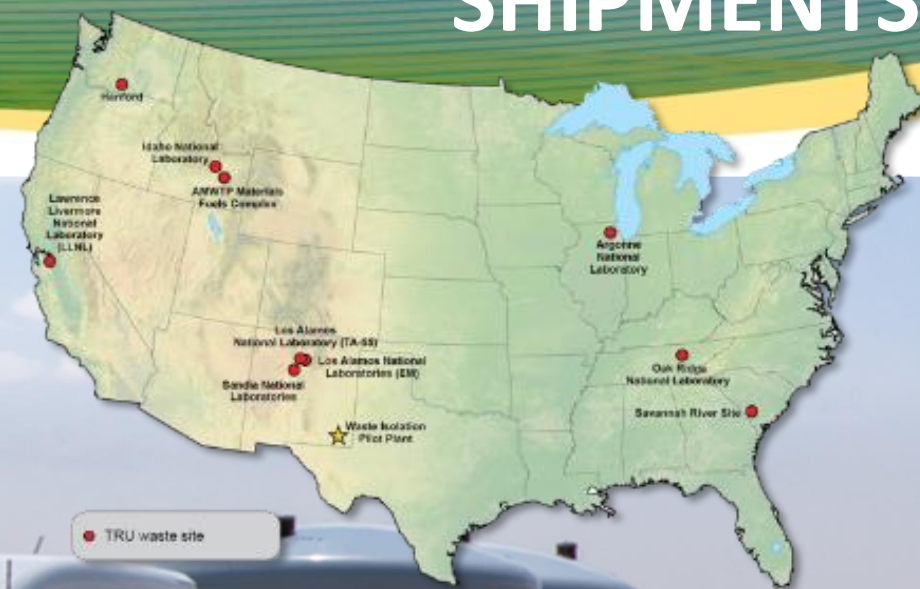 SHIPMENTS
Hanford
Idaho National
Laboratory
AMWTP Materials
Fuels Complex
Lawrence
Livermore
National
Laboratory
(LLNL)
Argonne
National
Laboratory
Los Alamos
National Laboratory (TA-55)
Los Alamos National
Laboratories (EM)
Sandia National
Laboratories
Oak Ridge
National Laboratory
Savannah River Site
Waste Isolation
Pilot Plant
TRU waste site